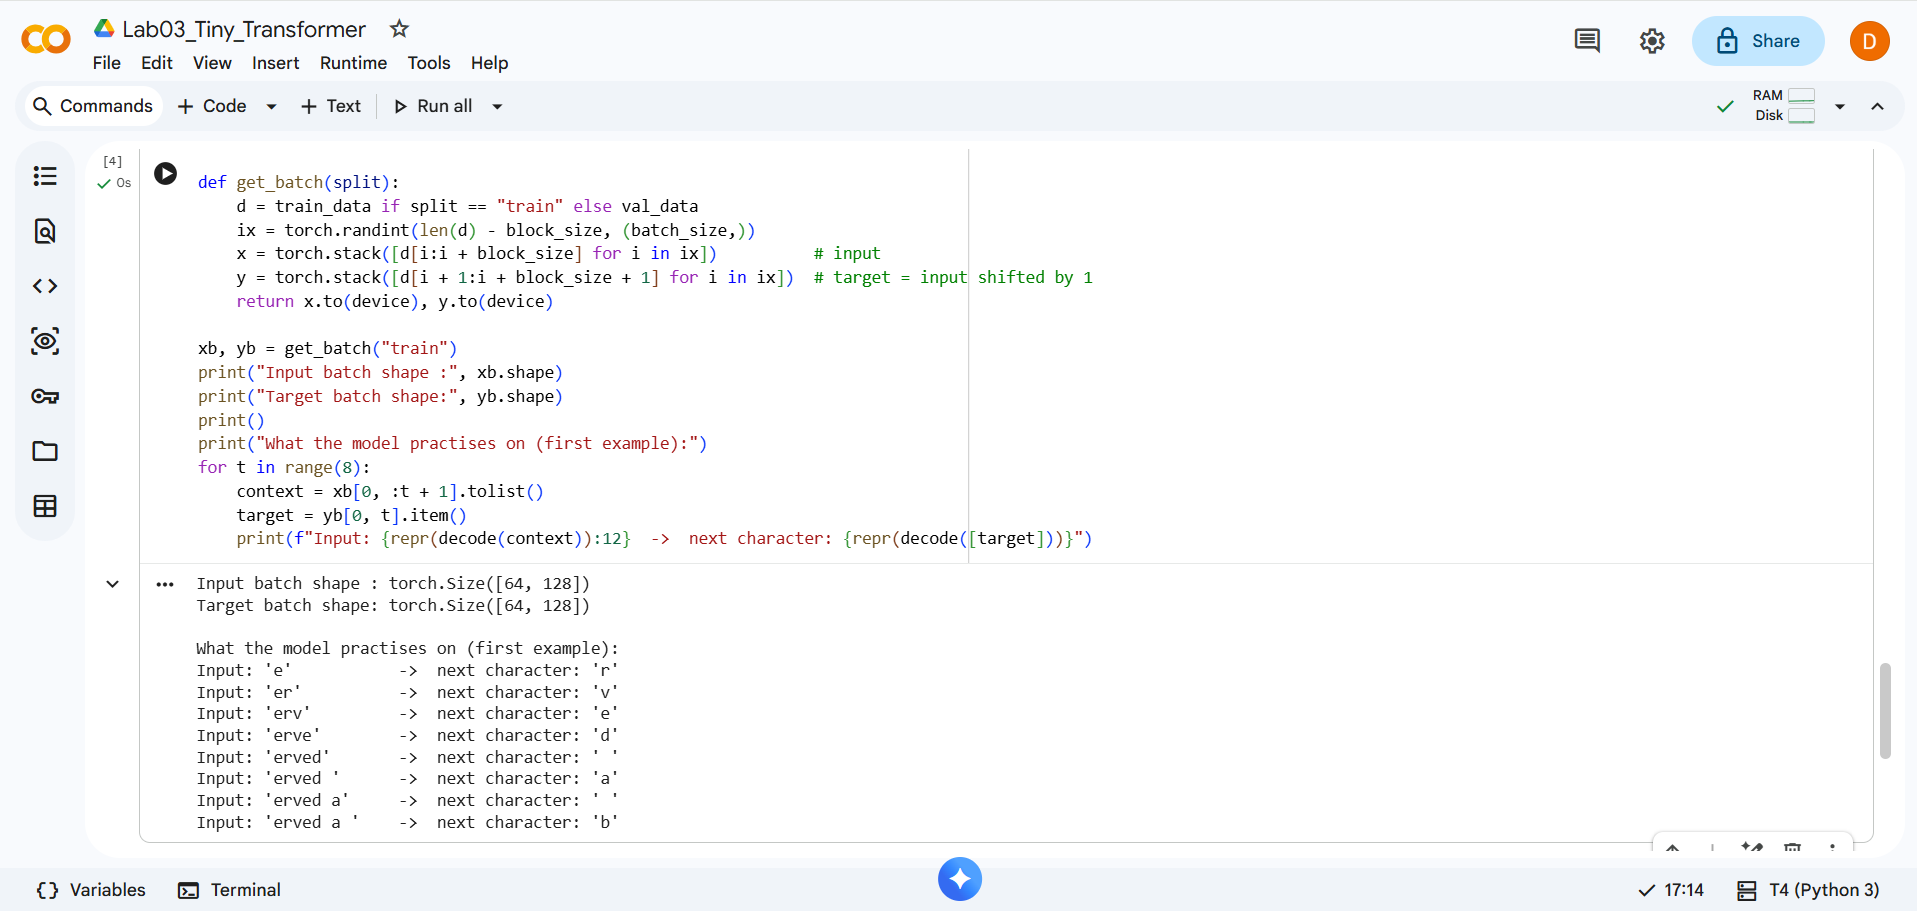 Lab03_Tiny_Transformer
File Edit View Insert Runtime Tools Help
Share
D
Commands + Code + Text Run all
RAM
Disk
[4]
0s
def get_batch(split):
    d = train_data if split == "train" else val_data
    ix = torch.randint(len(d) - block_size, (batch_size,))
    x = torch.stack([d[i:i + block_size] for i in ix])          # input
    y = torch.stack([d[i + 1:i + block_size + 1] for i in ix])  # target = input shifted by 1
    return x.to(device), y.to(device)
xb, yb = get_batch("train")
print("Input batch shape :", xb.shape)
print("Target batch shape:", yb.shape)
print()
print("What the model practises on (first example):")
for t in range(8):
    context = xb[0, :t + 1].tolist()
    target = yb[0, t].item()
    print(f"Input: {repr(decode(context)):12}  ->  next character: {repr(decode([target]))}")
Input batch shape : torch.Size([64, 128])
Target batch shape: torch.Size([64, 128])
What the model practises on (first example):
Input: 'e'           ->  next character: 'r'
Input: 'er'          ->  next character: 'v'
Input: 'erv'         ->  next character: 'e'
Input: 'erve'        ->  next character: 'd'
Input: 'erved'       ->  next character: ' '
Input: 'erved '      ->  next character: 'a'
Input: 'erved a'     ->  next character: ' '
Input: 'erved a '    ->  next character: 'b'
Variables Terminal
17:14 T4 (Python 3)